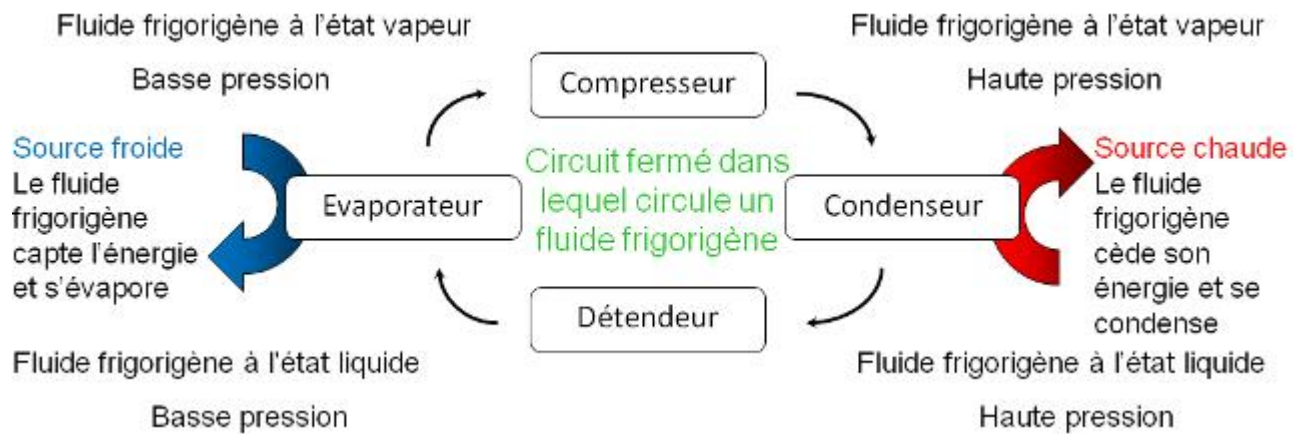 Fluide frigorigène à l'état vapeur
Basse pression
Fluide frigorigène à l'état vapeur
Haute pression
Compresseur
Source froide
Le fluide
frigorigène
capte l'énergie
et s'évapore
Evaporateur
Circuit fermé dans
lequel circule un
fluide frigorigène
Condenseur
Source chaude
Le fluide
frigorigène
cède son
énergie et se
condense
Détendeur
Fluide frigorigène à l'état liquide
Basse pression
Fluide frigorigène à l'état liquide
Haute pression